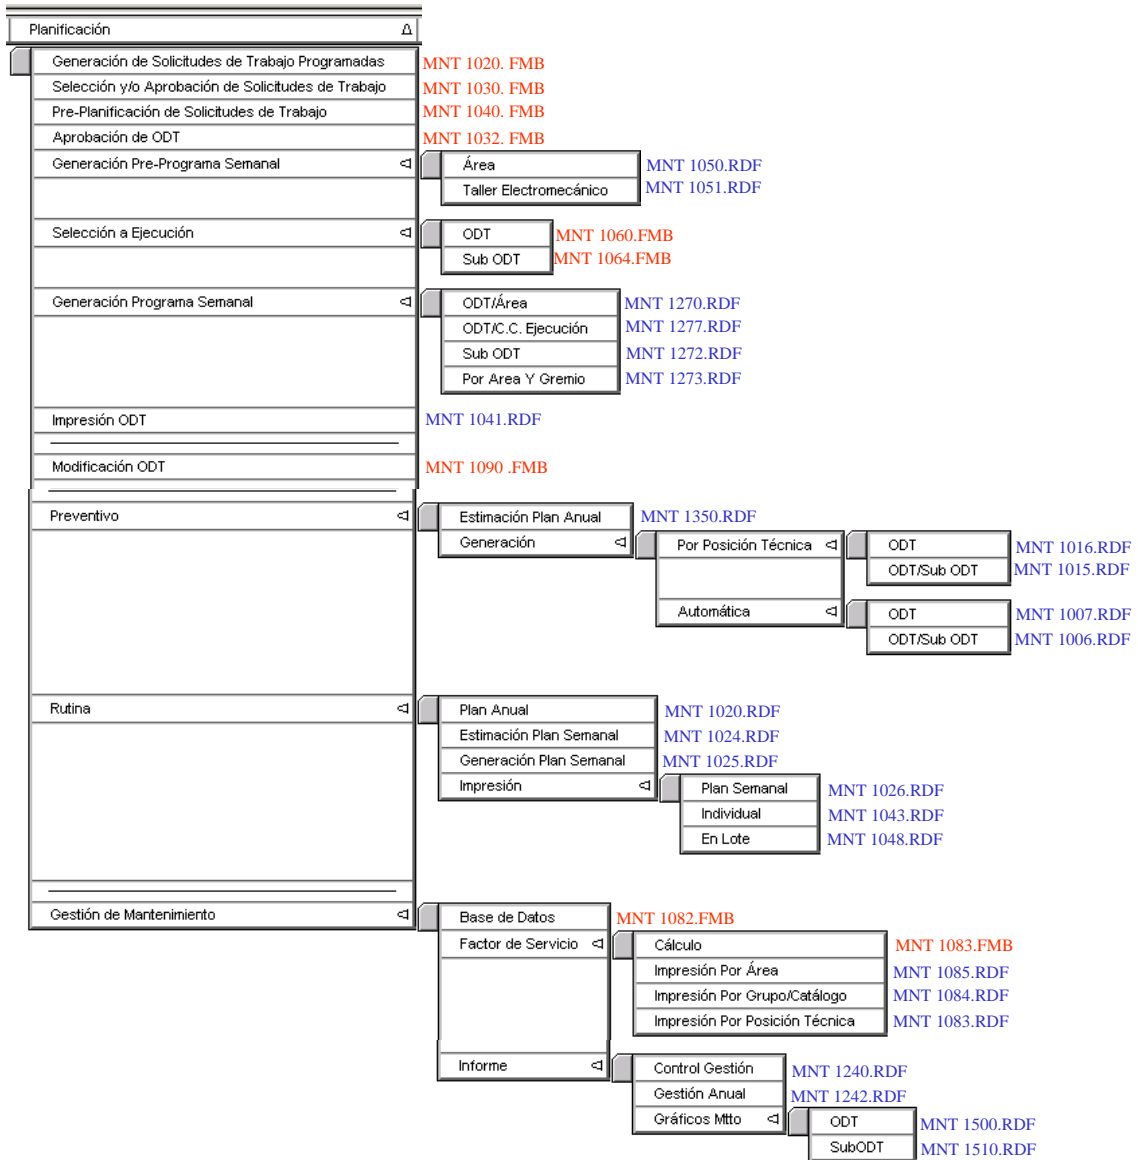 Planificación
Generación de Solicitudes de Trabajo Programadas MNT 1020. FMB
Selección y/o Aprobación de Solicitudes de Trabajo MNT 1030. FMB
Pre-Planificación de Solicitudes de Trabajo MNT 1040. FMB
Aprobación de ODT MNT 1032. FMB
Generación Pre-Programa Semanal Área MNT 1050.RDF
Taller Electromecánico MNT 1051.RDF
Selección a Ejecución ODT MNT 1060.FMB
Sub ODT MNT 1064.FMB
Generación Programa Semanal ODT/Área MNT 1270.RDF
ODT/C.C. Ejecución MNT 1277.RDF
Sub ODT MNT 1272.RDF
Por Area Y Gremio MNT 1273.RDF
Impresión ODT MNT 1041.RDF
Modificación ODT MNT 1090 .FMB
Preventivo Estimación Plan Anual MNT 1350.RDF
Generación Por Posición Técnica ODT MNT 1016.RDF
ODT/Sub ODT MNT 1015.RDF
Automática ODT MNT 1007.RDF
ODT/Sub ODT MNT 1006.RDF
Rutina Plan Anual MNT 1020.RDF
Estimación Plan Semanal MNT 1024.RDF
Generación Plan Semanal MNT 1025.RDF
Impresión Plan Semanal MNT 1026.RDF
Individual MNT 1043.RDF
En Lote MNT 1048.RDF
Gestión de Mantenimiento Base de Datos MNT 1082.FMB
Factor de Servicio Cálculo MNT 1083.FMB
Impresión Por Área MNT 1085.RDF
Impresión Por Grupo/Catálogo MNT 1084.RDF
Impresión Por Posición Técnica MNT 1083.RDF
Informe Control Gestión MNT 1240.RDF
Gestión Anual MNT 1242.RDF
Gráficos Mtto ODT MNT 1500.RDF
SubODT MNT 1510.RDF